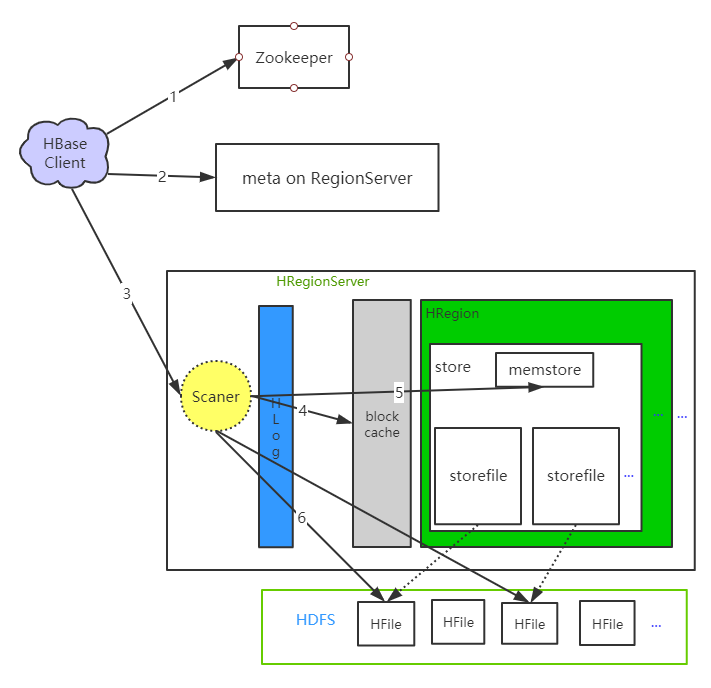 Zookeeper
1
HBase
Client
2
meta on RegionServer
3
HRegionServer
HRegion
store
memstore
Scaner
5
4
H
L
o
g
block
cache
...
...
storefile
storefile
...
6
HDFS
HFile
HFile
HFile
HFile
...